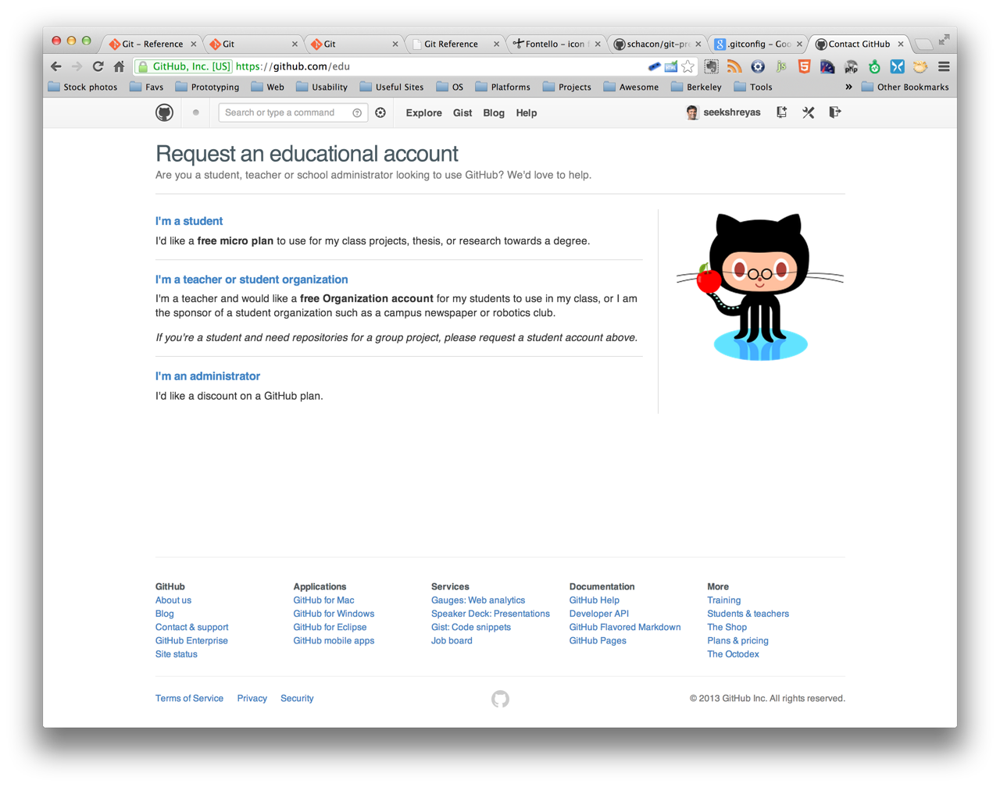 Git – Reference
Git
Git
Git Reference
Fontello – icon f
schacon/git-pre
.gitconfig – Goo
Contact GitHub
GitHub, Inc. [US] https://github.com/edu
Stock photos
Favs
Prototyping
Web
Usability
Useful Sites
OS
Platforms
Projects
Awesome
Berkeley
Tools
»
Other Bookmarks
Search or type a command
Explore Gist Blog Help
seekshreyas
Request an educational account
Are you a student, teacher or school administrator looking to use GitHub? We'd love to help.
I'm a student
I'd like a free micro plan to use for my class projects, thesis, or research towards a degree.
I'm a teacher or student organization
I'm a teacher and would like a free Organization account for my students to use in my class, or I am
the sponsor of a student organization such as a campus newspaper or robotics club.
If you're a student and need repositories for a group project, please request a student account above.
I'm an administrator
I'd like a discount on a GitHub plan.
GitHub
About us
Blog
Contact & support
GitHub Enterprise
Site status
Applications
GitHub for Mac
GitHub for Windows
GitHub for Eclipse
GitHub mobile apps
Services
Gauges: Web analytics
Speaker Deck: Presentations
Gist: Code snippets
Job board
Documentation
GitHub Help
Developer API
GitHub Flavored Markdown
GitHub Pages
More
Training
Students & teachers
The Shop
Plans & pricing
The Octodex
Terms of Service Privacy Security
© 2013 GitHub Inc. All rights reserved.